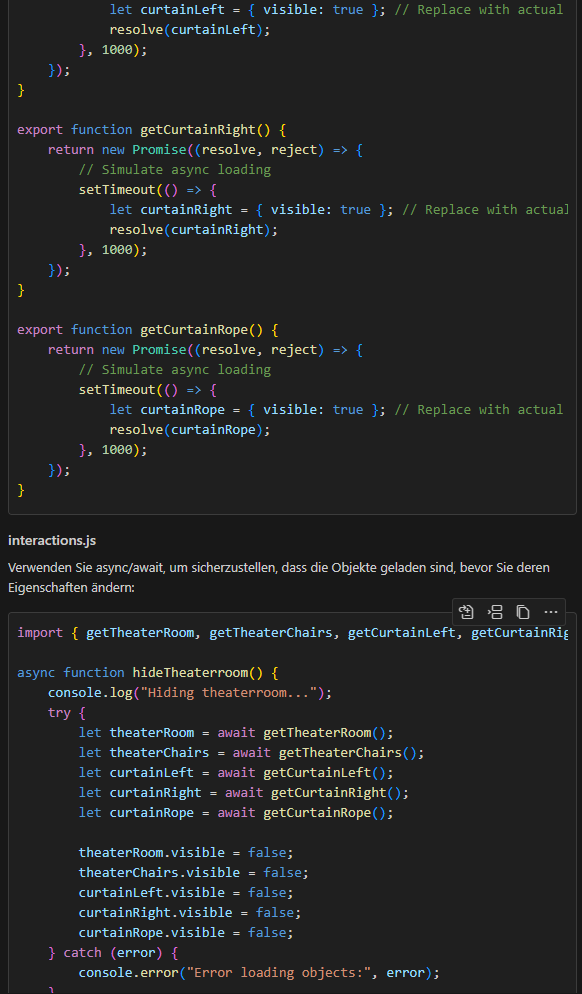 let curtainLeft = { visible: true }; // Replace with actual
            resolve(curtainLeft);
        }, 1000);
    });
}
export function getCurtainRight() {
    return new Promise((resolve, reject) => {
        // Simulate async loading
        setTimeout(() => {
            let curtainRight = { visible: true }; // Replace with actual
            resolve(curtainRight);
        }, 1000);
    });
}
export function getCurtainRope() {
    return new Promise((resolve, reject) => {
        // Simulate async loading
        setTimeout(() => {
            let curtainRope = { visible: true }; // Replace with actual
            resolve(curtainRope);
        }, 1000);
    });
}
interactions.js
Verwenden Sie async/await, um sicherzustellen, dass die Objekte geladen sind, bevor Sie deren
Eigenschaften ändern:
import { getTheaterRoom, getTheaterChairs, getCurtainLeft, getCurtainRig
async function hideTheaterroom() {
    console.log("Hiding theaterroom...");
    try {
        let theaterRoom = await getTheaterRoom();
        let theaterChairs = await getTheaterChairs();
        let curtainLeft = await getCurtainLeft();
        let curtainRight = await getCurtainRight();
        let curtainRope = await getCurtainRope();
        theaterRoom.visible = false;
        theaterChairs.visible = false;
        curtainLeft.visible = false;
        curtainRight.visible = false;
        curtainRope.visible = false;
    } catch (error) {
        console.error("Error loading objects:", error);
    }